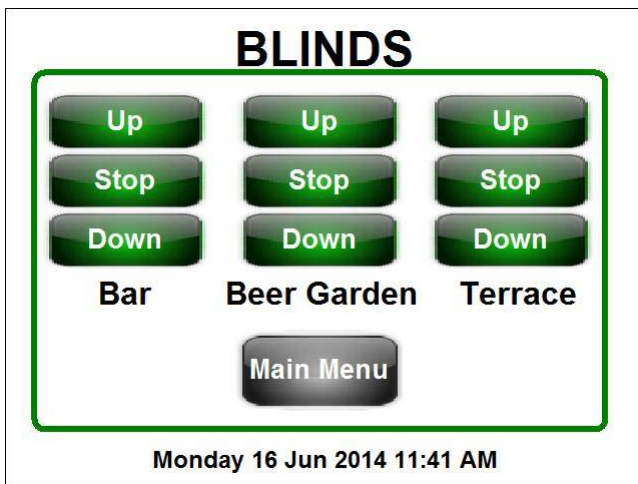 BLINDS
Up Up Up
Stop Stop Stop
Down Down Down
Bar Beer Garden Terrace
Main Menu
Monday 16 Jun 2014 11:41 AM